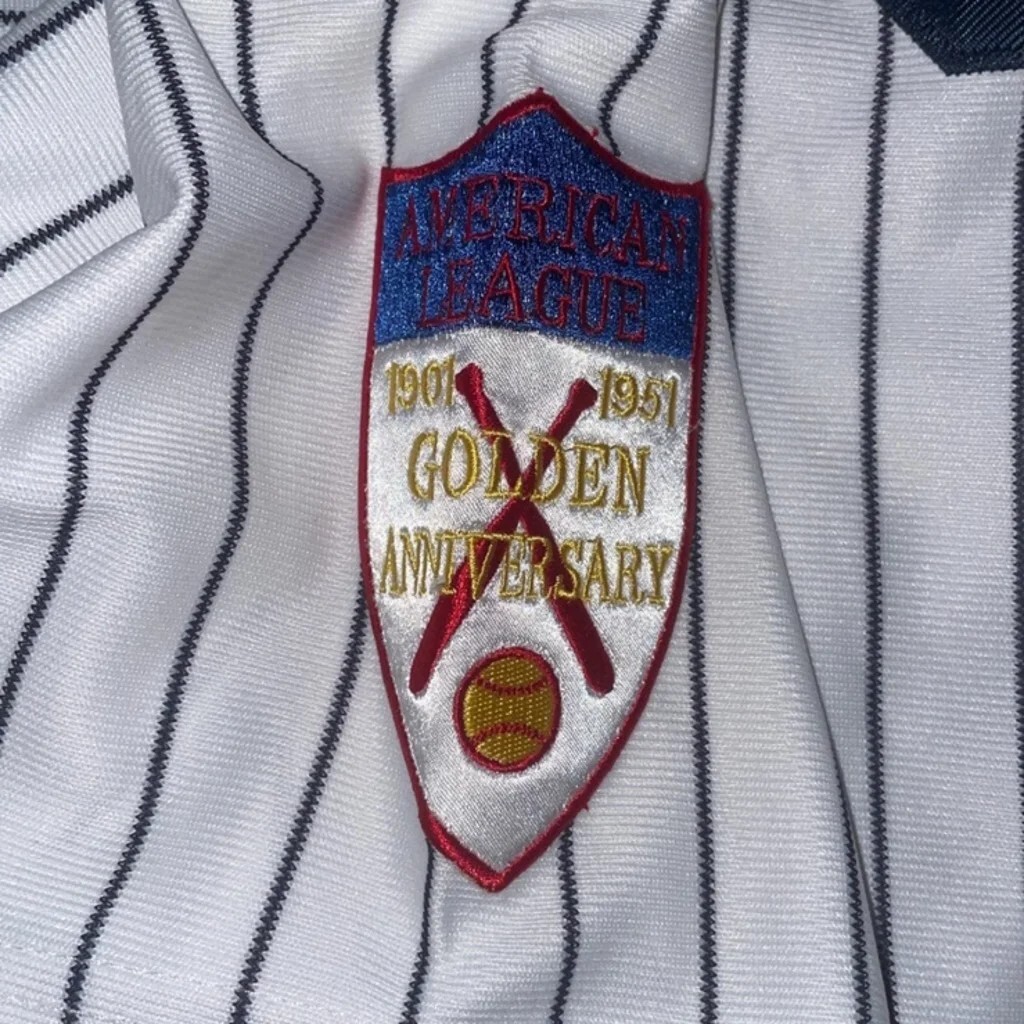 AMERICAN
LEAGUE
1901 1951
GOLDEN
ANNIVERSARY